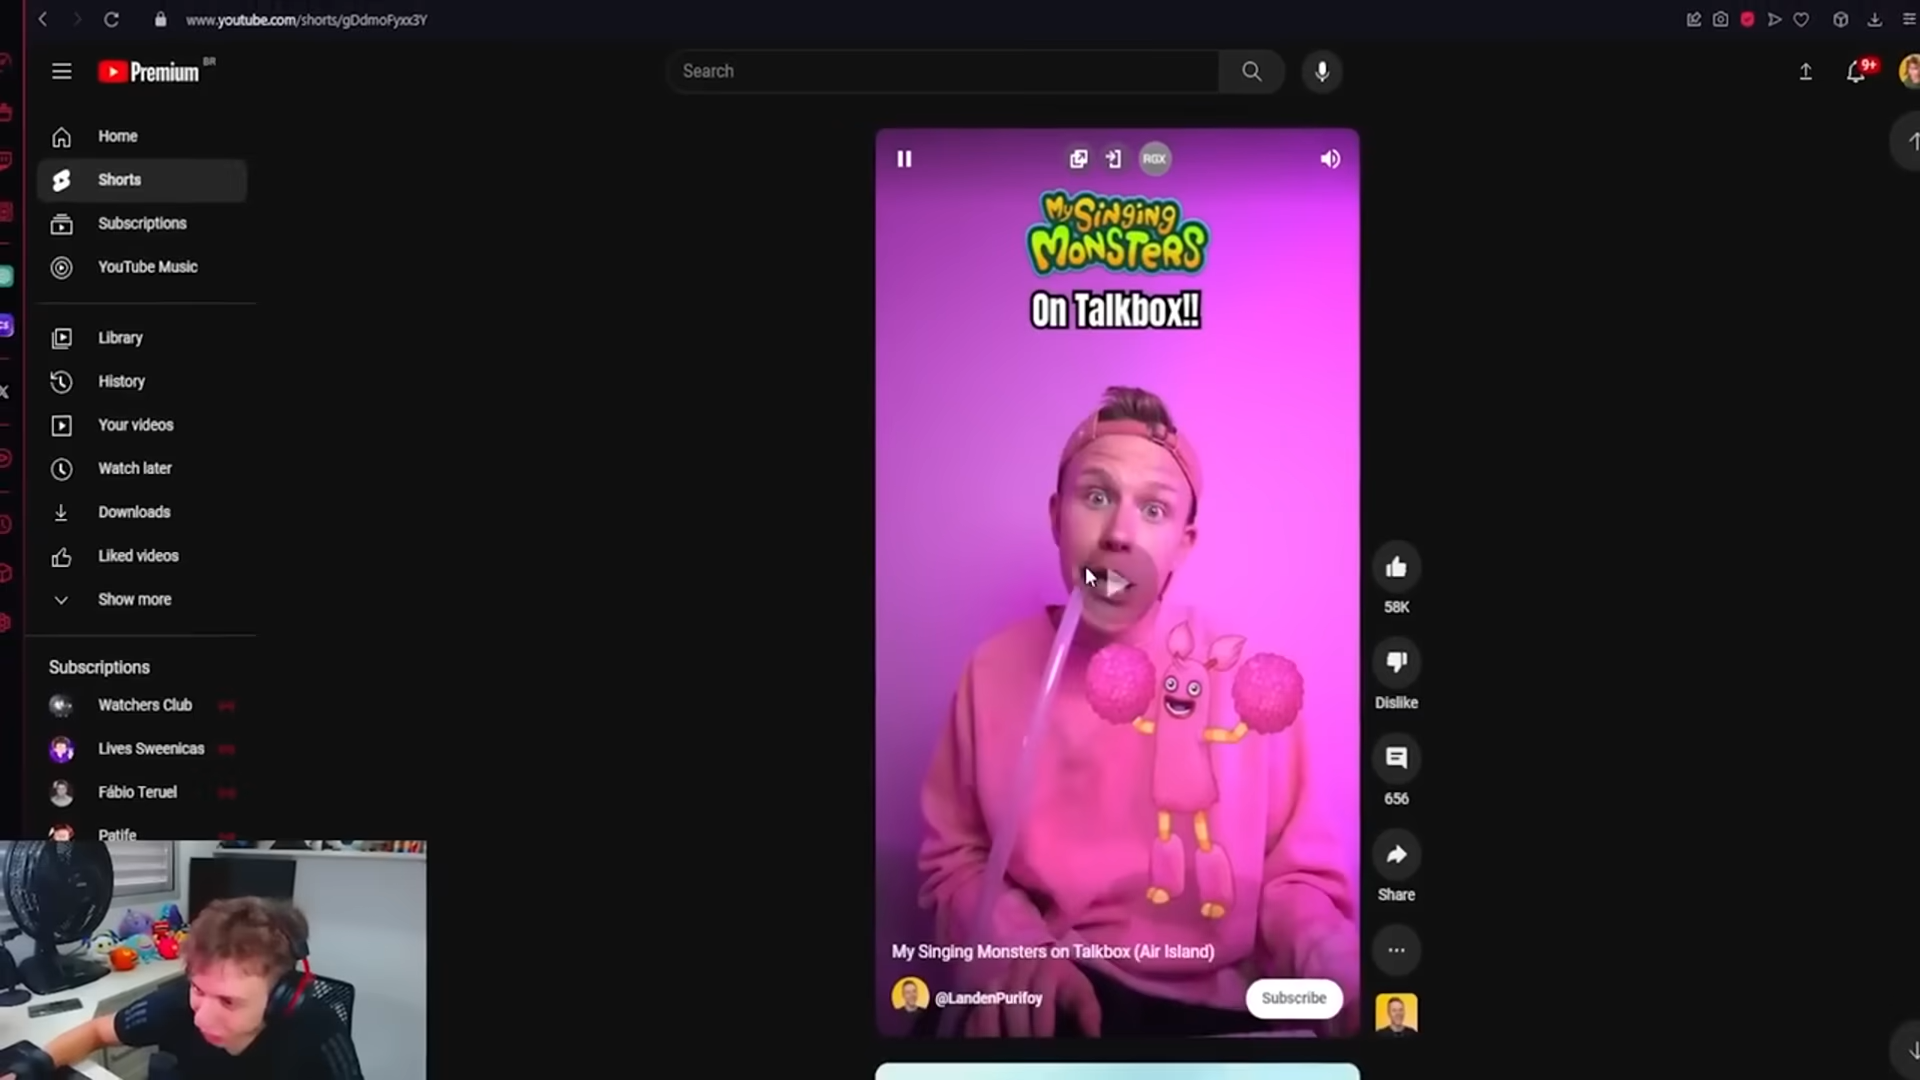 www.youtube.com/shorts/gDdmoFyxx3Y
Premium BR
Search
9+
Home
Shorts
Subscriptions
YouTube Music
Library
History
Your videos
Watch later
Downloads
Liked videos
Show more
Subscriptions
Watchers Club
Lives Sweenicas
Fábio Teruel
Patife
RGX
My Singing
MONSTERS
On Talkbox!!
My Singing Monsters on Talkbox (Air Island)
@LandenPurifoy
Subscribe
58K
Dislike
656
Share